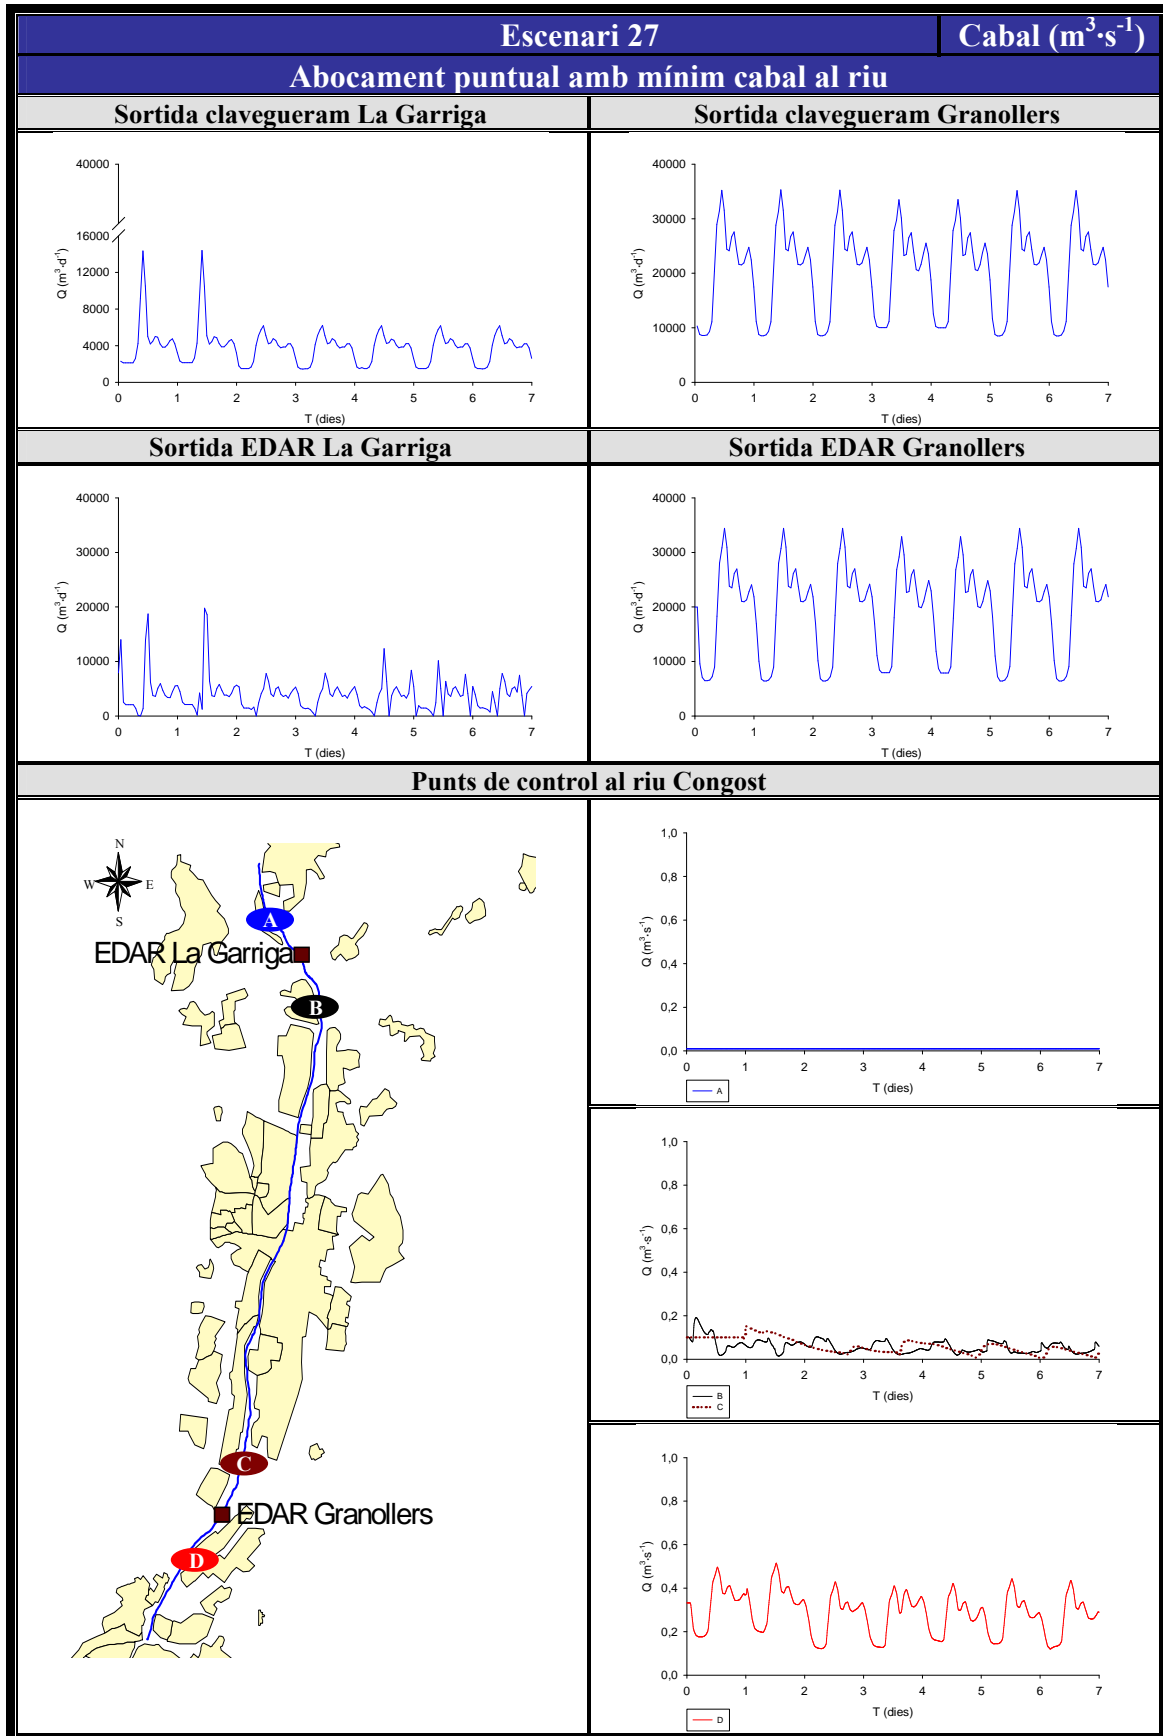 Escenari 27
Cabal (m³·s⁻¹)
Abocament puntual amb mínim cabal al riu
Sortida clavegueram La Garriga
Sortida clavegueram Granollers
40000
16000
12000
8000
4000
0
Q (m³·d⁻¹)
0 1 2 3 4 5 6 7
T (dies)
40000
30000
20000
10000
0
Q (m³·d⁻¹)
0 1 2 3 4 5 6 7
T (dies)
Sortida EDAR La Garriga
Sortida EDAR Granollers
40000
30000
20000
10000
0
Q (m³·d⁻¹)
0 1 2 3 4 5 6 7
T (dies)
40000
30000
20000
10000
0
Q (m³·d⁻¹)
0 1 2 3 4 5 6 7
T (dies)
Punts de control al riu Congost
N
W E
S
A
EDAR La Garriga
B
C
EDAR Granollers
D
1,0
0,8
0,6
0,4
0,2
0,0
Q (m³·s⁻¹)
0 1 2 3 4 5 6 7
T (dies)
A
1,0
0,8
0,6
0,4
0,2
0,0
Q (m³·s⁻¹)
0 1 2 3 4 5 6 7
T (dies)
B
C
1,0
0,8
0,6
0,4
0,2
0,0
Q (m³·s⁻¹)
0 1 2 3 4 5 6 7
T (dies)
D